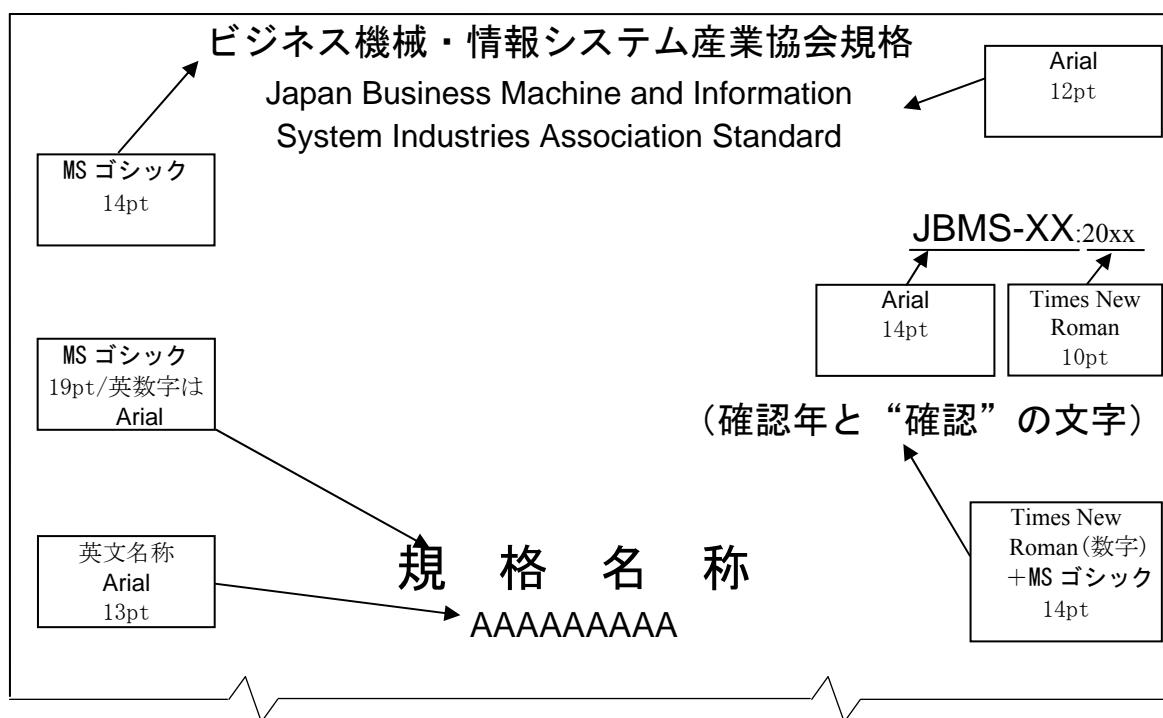 ビジネス機械・情報システム産業協会規格
Japan Business Machine and Information
System Industries Association Standard
Arial
12pt
MS ゴシック
14pt
JBMS-XX:20xx
Arial
14pt
Times New
Roman
10pt
MS ゴシック
19pt/英数字は
Arial
(確認年と“確認”の文字)
規 格 名 称
AAAAAAAAA
英文名称
Arial
13pt
Times New
Roman(数字)
+MS ゴシック
14pt